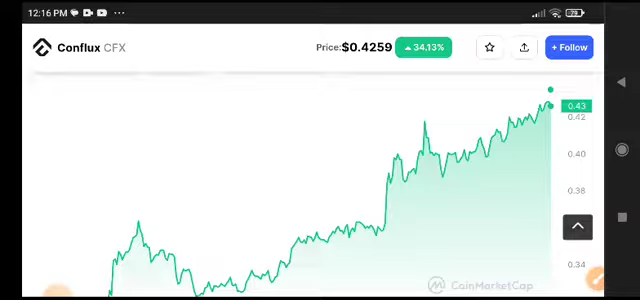 12:16 PM 79
Conflux CFX Price:$0.4259 34.13% + Follow
0.43
0.42
0.40
0.38
0.34
CoinMarketCap